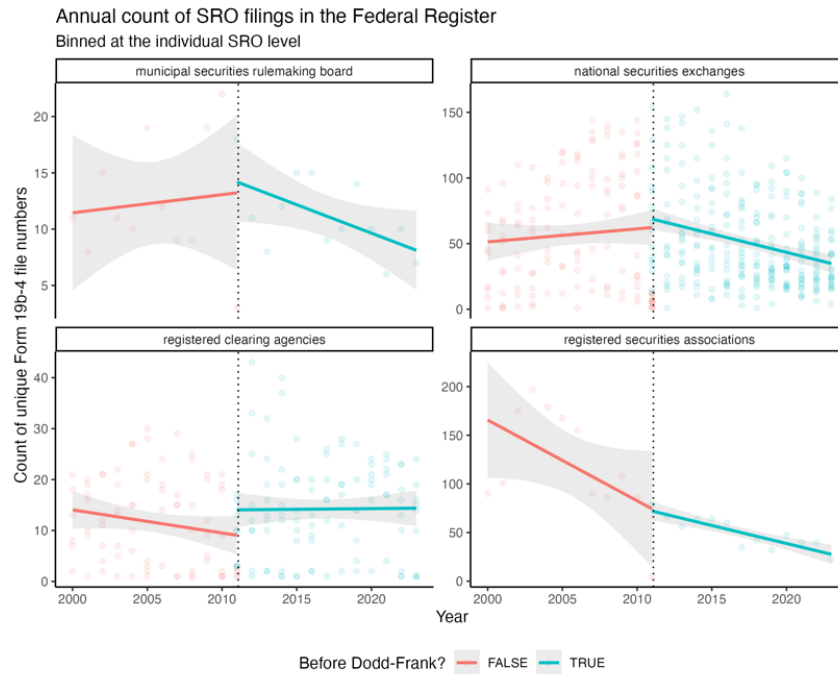 Annual count of SRO filings in the Federal Register
Binned at the individual SRO level
municipal securities rulemaking board
national securities exchanges
20
15
10
5
150
100
50
0
registered clearing agencies
registered securities associations
40
30
20
10
0
200
150
100
50
0
2000
2005
2010
2015
2020
2000
2005
2010
2015
2020
Count of unique Form 19b-4 file numbers
Year
Before Dodd-Frank?
FALSE
TRUE